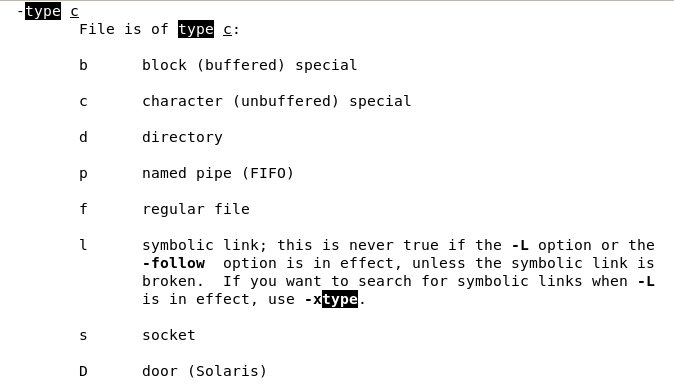 -type c
File is of type c:
b block (buffered) special
c character (unbuffered) special
d directory
p named pipe (FIFO)
f regular file
l symbolic link; this is never true if the -L option or the
-follow option is in effect, unless the symbolic link is
broken. If you want to search for symbolic links when -L
is in effect, use -xtype.
s socket
D door (Solaris)